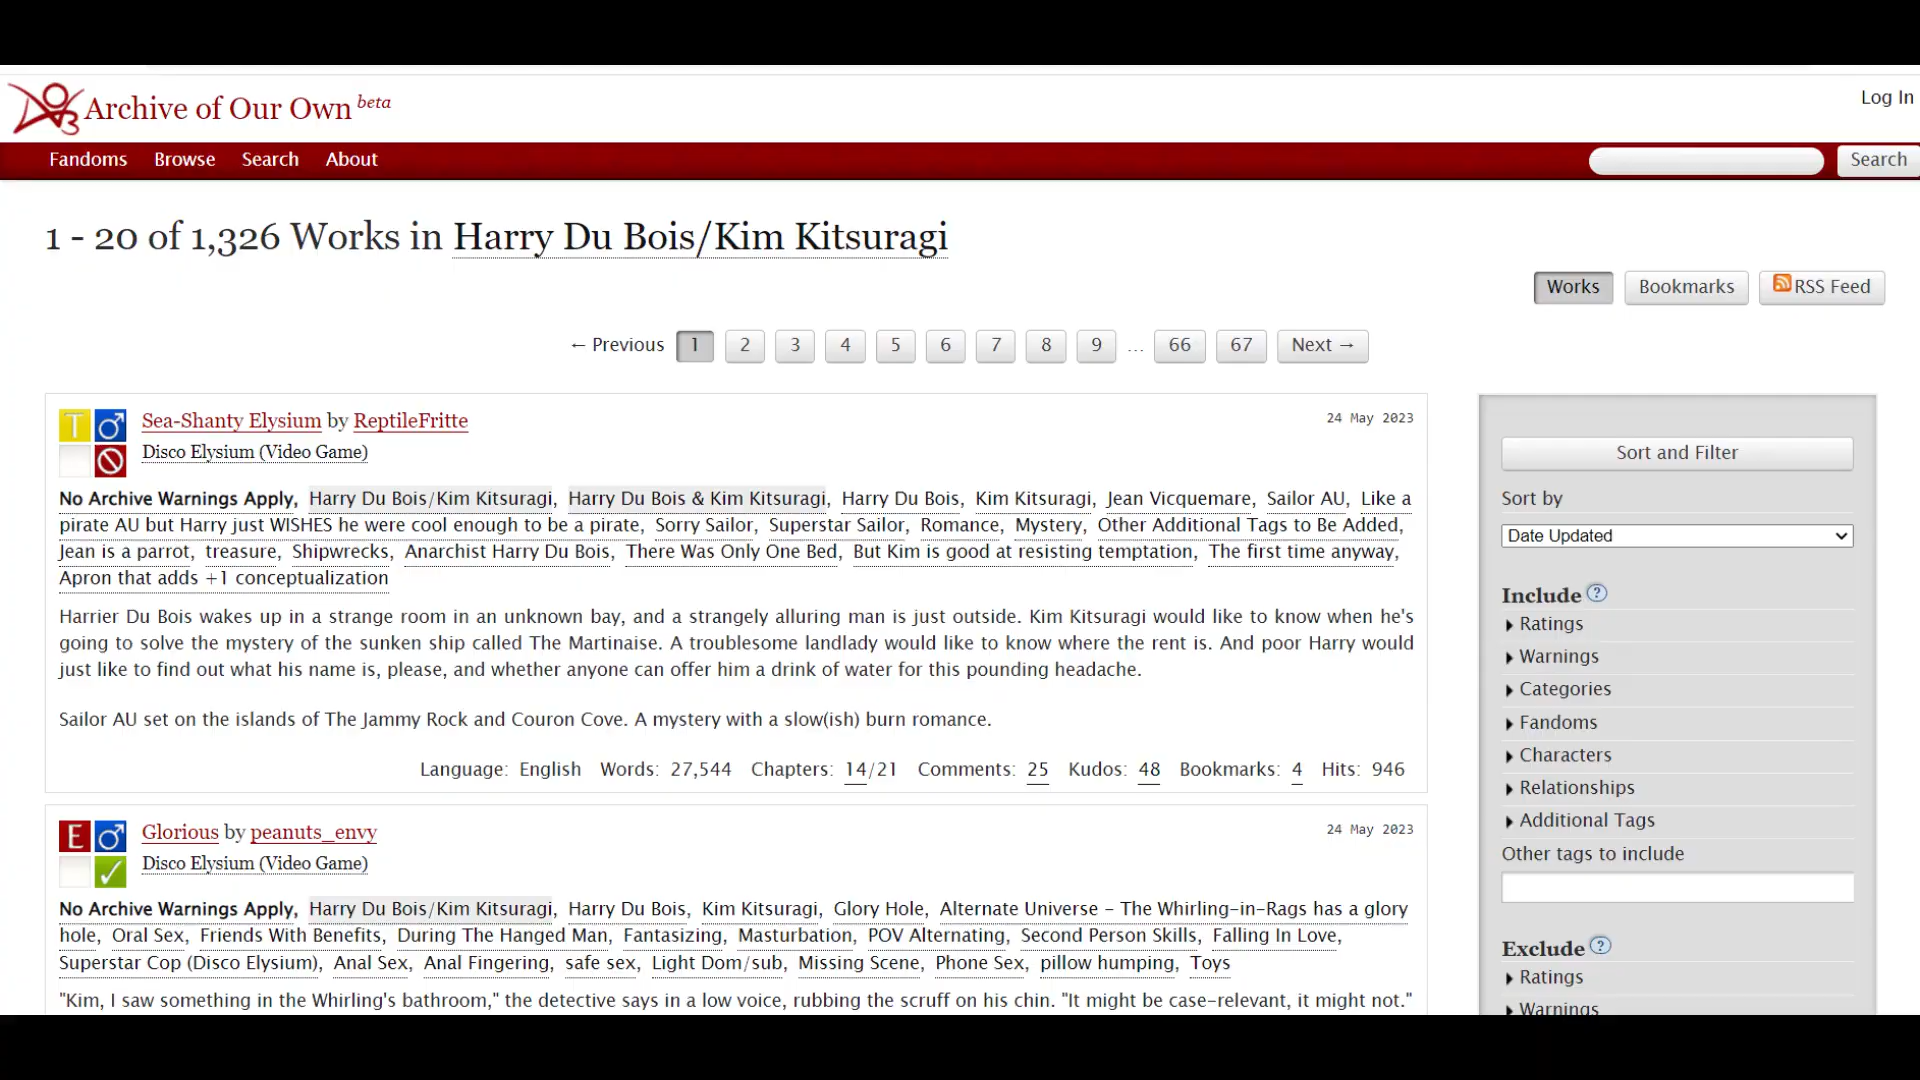 Archive of Our Own beta
Log In
Fandoms Browse Search About
Search
1 - 20 of 1,326 Works in Harry Du Bois/Kim Kitsuragi
Works Bookmarks RSS Feed
← Previous 1 2 3 4 5 6 7 8 9 … 66 67 Next →
T
Sea-Shanty Elysium by ReptileFritte
24 May 2023
Disco Elysium (Video Game)
No Archive Warnings Apply, Harry Du Bois/Kim Kitsuragi, Harry Du Bois & Kim Kitsuragi, Harry Du Bois, Kim Kitsuragi, Jean Vicquemare, Sailor AU, Like a
pirate AU but Harry just WISHES he were cool enough to be a pirate, Sorry Sailor, Superstar Sailor, Romance, Mystery, Other Additional Tags to Be Added,
Jean is a parrot, treasure, Shipwrecks, Anarchist Harry Du Bois, There Was Only One Bed, But Kim is good at resisting temptation, The first time anyway,
Apron that adds +1 conceptualization
Harrier Du Bois wakes up in a strange room in an unknown bay, and a strangely alluring man is just outside. Kim Kitsuragi would like to know when he's
going to solve the mystery of the sunken ship called The Martinaise. A troublesome landlady would like to know where the rent is. And poor Harry would
just like to find out what his name is, please, and whether anyone can offer him a drink of water for this pounding headache.
Sailor AU set on the islands of The Jammy Rock and Couron Cove. A mystery with a slow(ish) burn romance.
Language: English Words: 27,544 Chapters: 14/21 Comments: 25 Kudos: 48 Bookmarks: 4 Hits: 946
E
Glorious by peanuts_envy
24 May 2023
Disco Elysium (Video Game)
No Archive Warnings Apply, Harry Du Bois/Kim Kitsuragi, Harry Du Bois, Kim Kitsuragi, Glory Hole, Alternate Universe - The Whirling-in-Rags has a glory
hole, Oral Sex, Friends With Benefits, During The Hanged Man, Fantasizing, Masturbation, POV Alternating, Second Person Skills, Falling In Love,
Superstar Cop (Disco Elysium), Anal Sex, Anal Fingering, safe sex, Light Dom/sub, Missing Scene, Phone Sex, pillow humping, Toys
"Kim, I saw something in the Whirling's bathroom," the detective says in a low voice, rubbing the scruff on his chin. "It might be case-relevant, it might not."
Sort and Filter
Sort by
Date Updated
Include ?
Ratings
Warnings
Categories
Fandoms
Characters
Relationships
Additional Tags
Other tags to include
Exclude ?
Ratings
Warnings